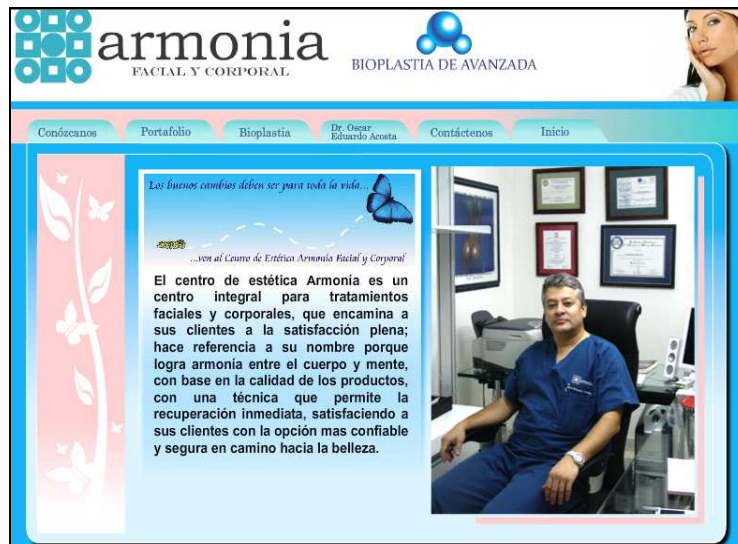 armonia
FACIAL Y CORPORAL
BIOPLASTIA DE AVANZADA
Conózcanos
Portafolio
Bioplastia
Dr. Oscar
Eduardo Acosta
Contáctenos
Inicio
Los buenos cambios deben ser para toda la vida...
...ven al Centro de Estética Armonía Facial y Corporal
El centro de estética Armonía es un
centro integral para tratamientos
faciales y corporales, que encamina a
sus clientes a la satisfacción plena;
hace referencia a su nombre porque
logra armonía entre el cuerpo y mente,
con base en la calidad de los productos,
con una técnica que permite la
recuperación inmediata, satisfaciendo a
sus clientes con la opción mas confiable
y segura en camino hacia la belleza.